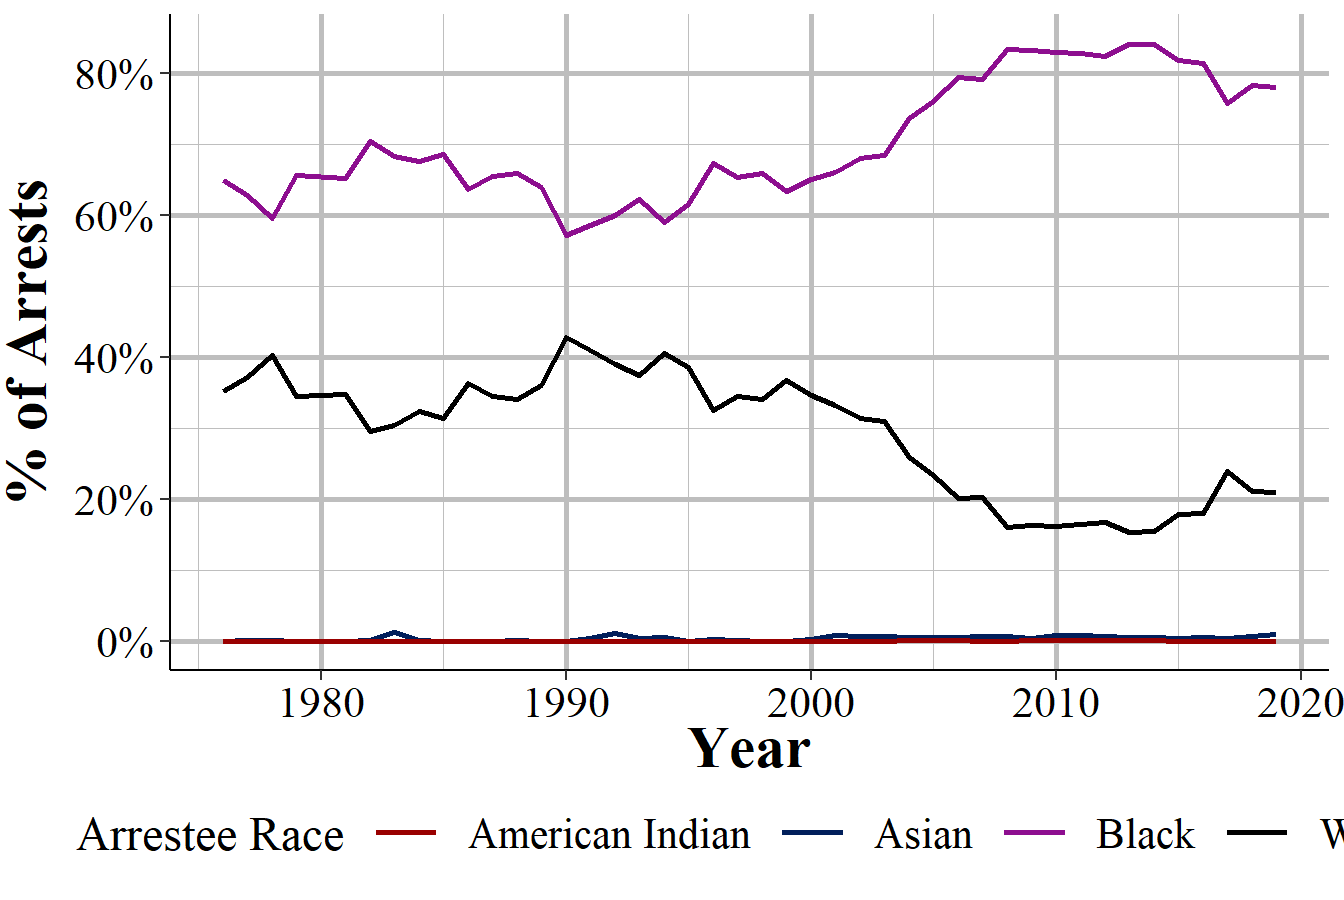 % of Arrests
80%
60%
40%
20%
0%
1980 1990 2000 2010 2020
Year
Arrestee Race American Indian Asian Black